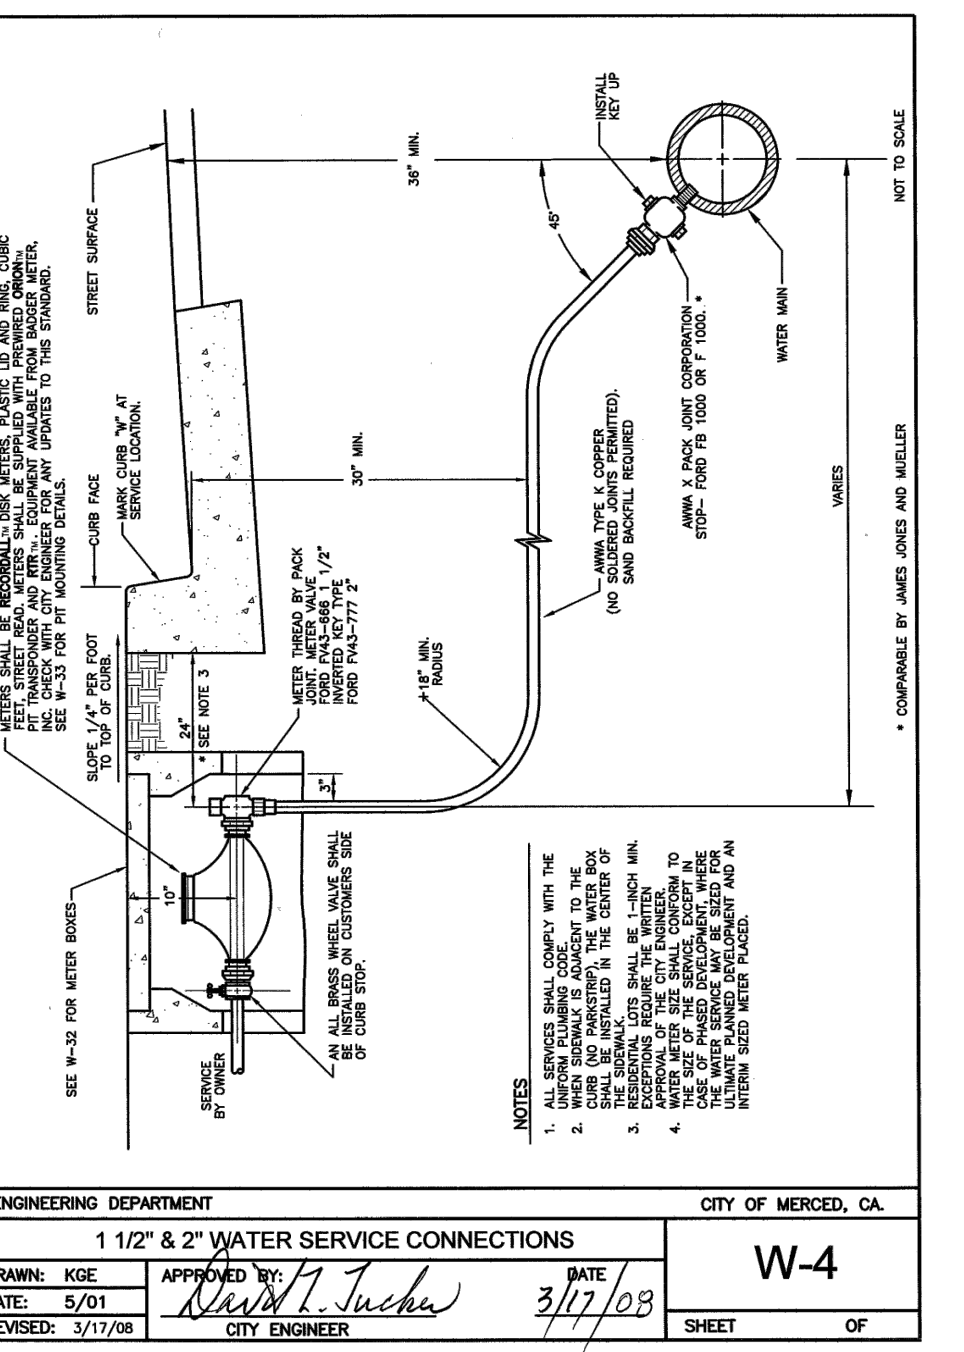 METERS SHALL BE RECORDALL™ DISK METERS, PLASTIC LID AND RING, CUBIC
FEET, STREET READ. METERS SHALL BE SUPPLIED WITH PREWIRED ORION™
PIT TRANSPONDER AND RTR™. EQUIPMENT AVAILABLE FROM BADGER METER,
INC. CHECK WITH CITY ENGINEER FOR ANY UPDATES TO THIS STANDARD.
SEE W-33 FOR PIT MOUNTING DETAILS.
SEE W-32 FOR METER BOXES
SLOPE 1/4" PER FOOT
TO TOP OF CURB.
CURB FACE
MARK CURB "W" AT
SERVICE LOCATION.
STREET SURFACE
24"
* SEE NOTE 3
10"
3"
SERVICE
BY OWNER
AN ALL BRASS WHEEL VALVE SHALL
BE INSTALLED ON CUSTOMERS SIDE
OF CURB STOP.
METER THREAD BY PACK
JOINT. METER VALVE
FORD FV43-666 1 1/2"
INVERTED KEY TYPE
FORD FV43-777 2"
30" MIN.
36" MIN.
+18" MIN.
RADIUS
45°
INSTALL
KEY UP
AWWA TYPE K COPPER
(NO SOLDERED JOINTS PERMITTED).
SAND BACKFILL REQUIRED
AWWA X PACK JOINT CORPORATION
STOP- FORD FB 1000 OR F 1000. *
WATER MAIN
VARIES
NOTES
1. ALL SERVICES SHALL COMPLY WITH THE
UNIFORM PLUMBING CODE.
2. WHEN SIDEWALK IS ADJACENT TO THE
CURB (NO PARKSTRIP), THE WATER BOX
SHALL BE INSTALLED IN THE CENTER OF
THE SIDEWALK.
3. RESIDENTIAL LOTS SHALL BE 1-INCH MIN.
EXCEPTIONS REQUIRE THE WRITTEN
APPROVAL OF THE CITY ENGINEER.
4. WATER METER SIZE SHALL CONFORM TO
THE SIZE OF THE SERVICE, EXCEPT IN
CASE OF PHASED DEVELOPMENT, WHERE
THE WATER SERVICE MAY BE SIZED FOR
ULTIMATE PLANNED DEVELOPMENT AND AN
INTERIM SIZED METER PLACED.
* COMPARABLE BY JAMES JONES AND MUELLER
NOT TO SCALE
ENGINEERING DEPARTMENT
CITY OF MERCED, CA.
1 1/2" & 2" WATER SERVICE CONNECTIONS
W-4
RAWN: KGE
ATE: 5/01
EVISED: 3/17/08
APPROVED BY:
David L. Tucker
CITY ENGINEER
DATE
3/17/08
SHEET OF